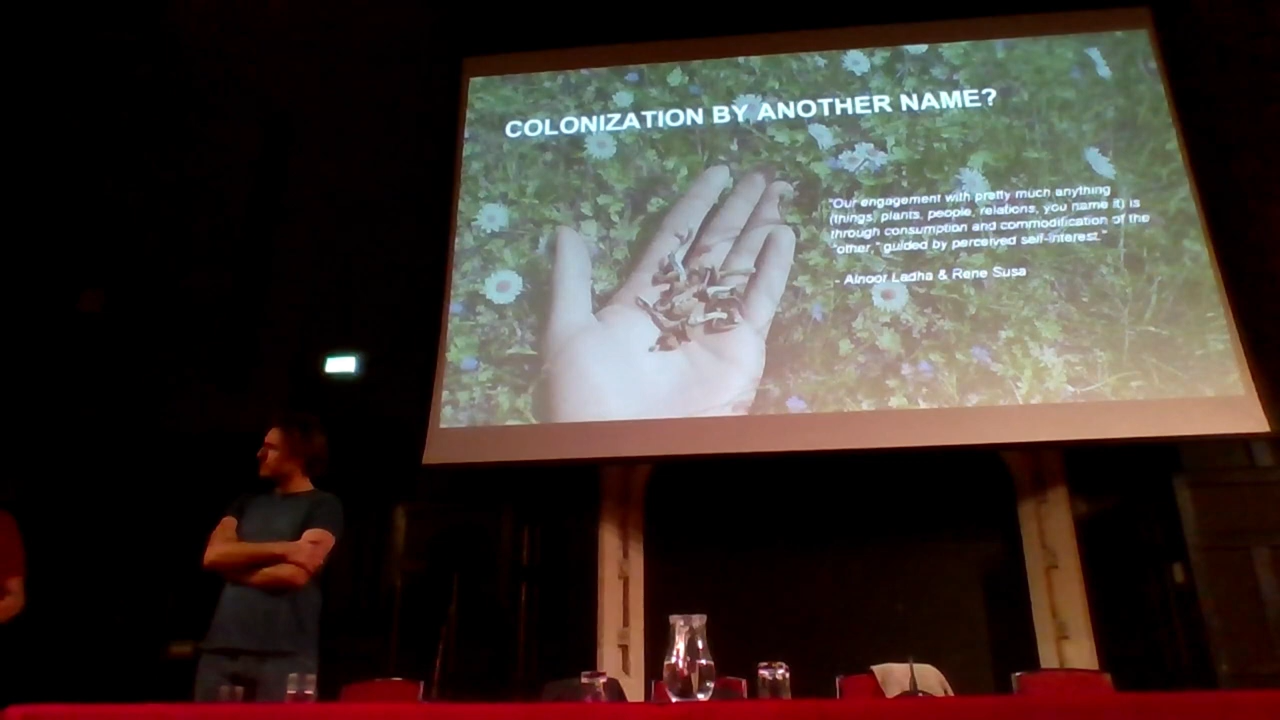 COLONIZATION BY ANOTHER NAME?
"Our engagement with pretty much anything
(things, plants, people, relations, you name it) is
through consumption and commodification of the
"other," guided by perceived self-interest."
- Alnoor Ladha & Rene Susa